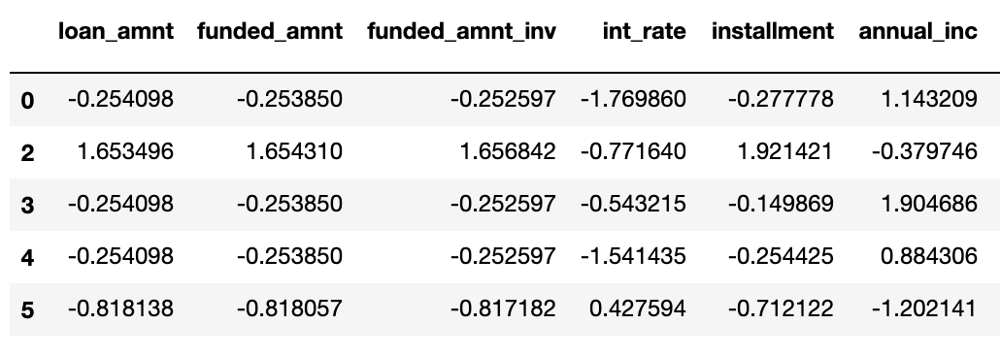 loan_amnt funded_amnt funded_amnt_inv int_rate installment annual_inc
0 -0.254098 -0.253850 -0.252597 -1.769860 -0.277778 1.143209
2 1.653496 1.654310 1.656842 -0.771640 1.921421 -0.379746
3 -0.254098 -0.253850 -0.252597 -0.543215 -0.149869 1.904686
4 -0.254098 -0.253850 -0.252597 -1.541435 -0.254425 0.884306
5 -0.818138 -0.818057 -0.817182 0.427594 -0.712122 -1.202141